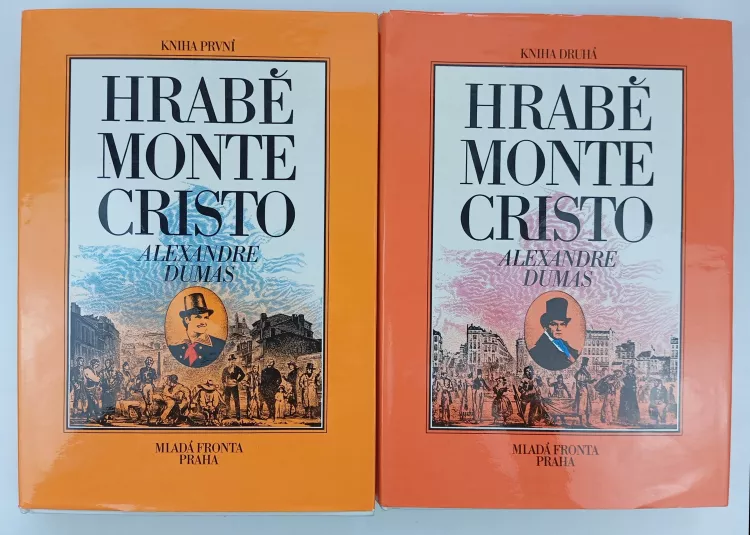 KNIHA PRVNÍ
HRABĚ
MONTE
CRISTO
ALEXANDRE
DUMAS
MLADÁ FRONTA
PRAHA
KNIHA DRUHÁ
HRABĚ
MONTE
CRISTO
ALEXANDRE
DUMAS
MLADÁ FRONTA
PRAHA